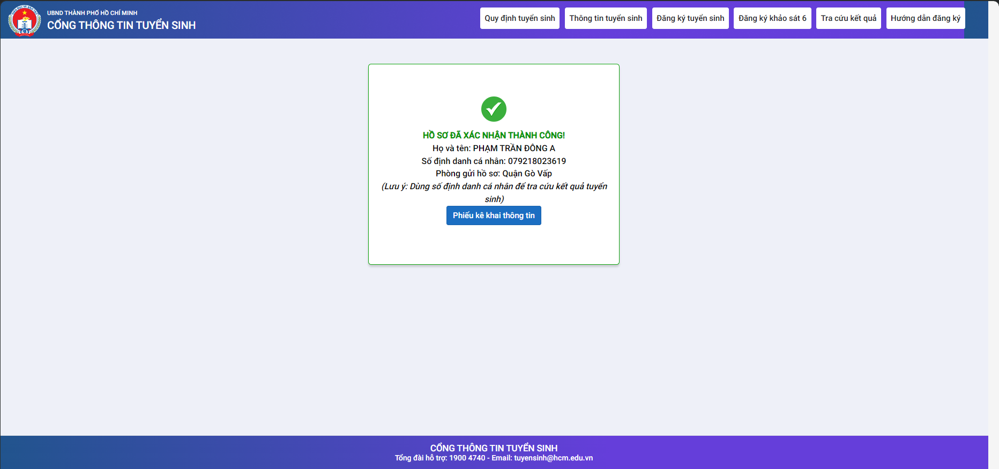 UBND THÀNH PHỐ HỒ CHÍ MINH
CỔNG THÔNG TIN TUYỂN SINH
Quy định tuyển sinh
Thông tin tuyển sinh
Đăng ký tuyển sinh
Đăng ký khảo sát 6
Tra cứu kết quả
Hướng dẫn đăng ký
HỒ SƠ ĐÃ XÁC NHẬN THÀNH CÔNG!
Họ và tên: PHẠM TRẦN ĐÔNG A
Số định danh cá nhân: 079218023619
Phòng gửi hồ sơ: Quận Gò Vấp
(Lưu ý: Dùng số định danh cá nhân để tra cứu kết quả tuyển
sinh)
Phiếu kê khai thông tin
CỔNG THÔNG TIN TUYỂN SINH
Tổng đài hỗ trợ: 1900 4740 - Email: tuyensinh@hcm.edu.vn